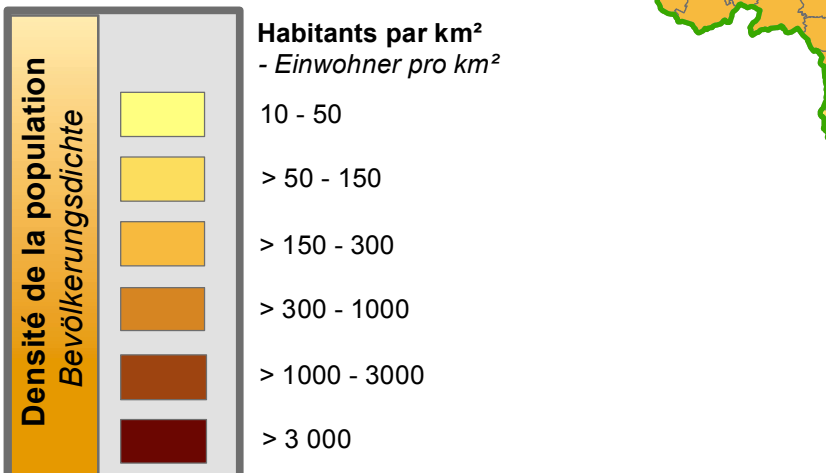 Densité de la population
Bevölkerungsdichte
Habitants par km²
- Einwohner pro km²
10 - 50
> 50 - 150
> 150 - 300
> 300 - 1000
> 1000 - 3000
> 3 000